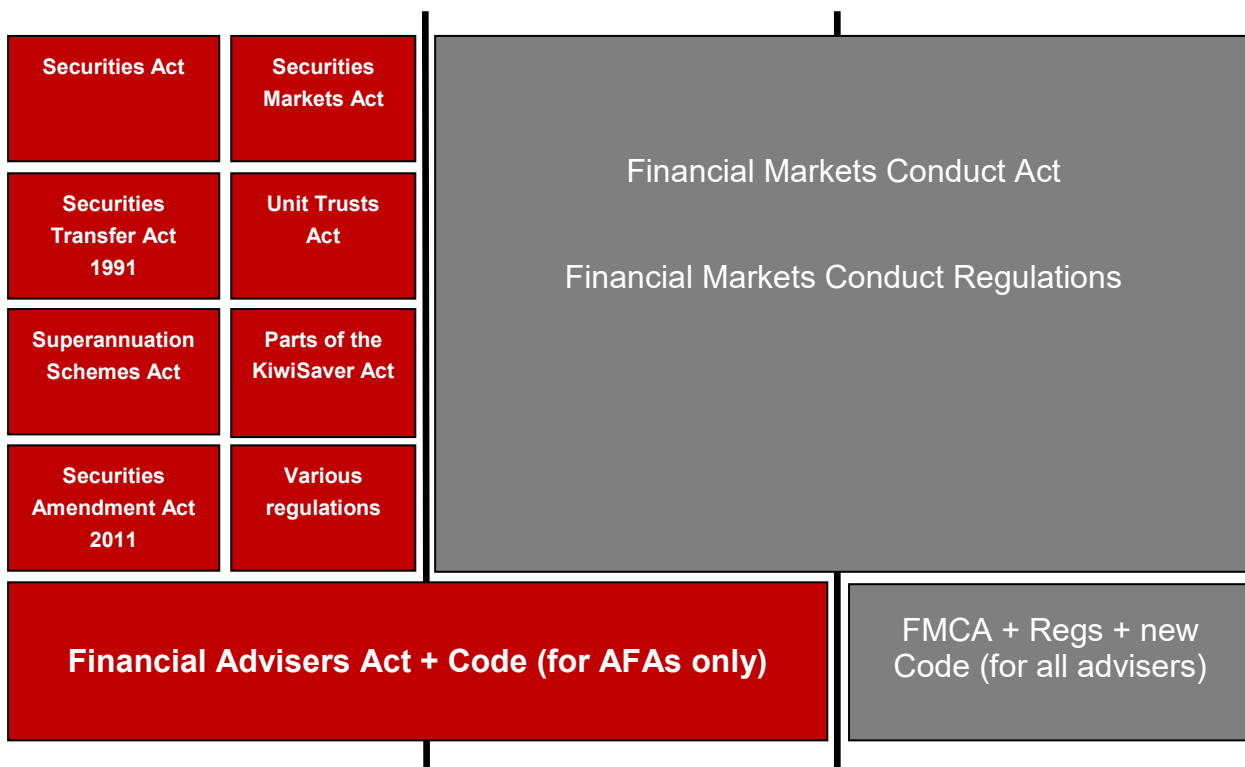 Securities Act
Securities
Markets Act
Securities
Transfer Act
1991
Unit Trusts
Act
Superannuation
Schemes Act
Parts of the
KiwiSaver Act
Securities
Amendment Act
2011
Various
regulations
Financial Markets Conduct Act
Financial Markets Conduct Regulations
Financial Advisers Act + Code (for AFAs only)
FMCA + Regs + new
Code (for all advisers)